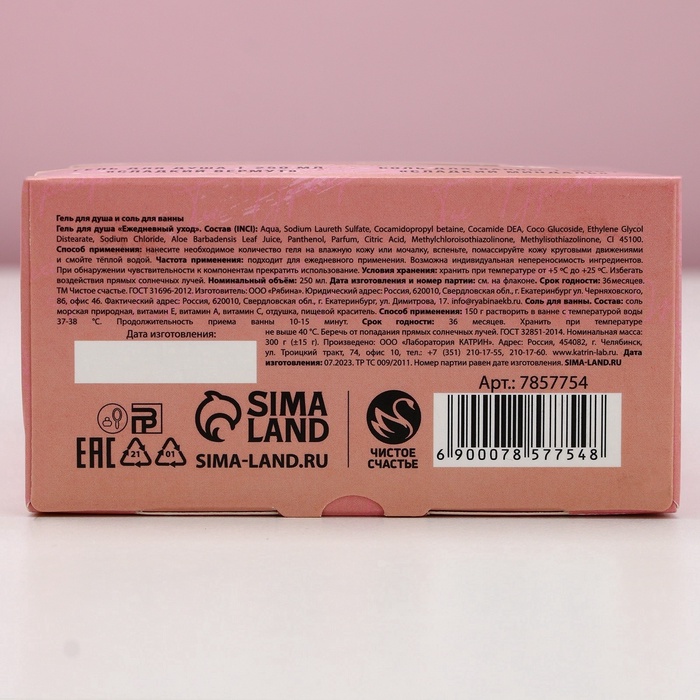 ГЕЛЬ ДЛЯ ДУША 250 МЛ
Гель для душа и соль для ванны
Гель для душа «Ежедневный уход». Состав (INCI): Aqua, Sodium Laureth Sulfate, Cocamidopropyl betaine, Cocamide DEA, Coco Glucoside, Ethylene Glycol
Distearate, Sodium Chloride, Aloe Barbadensis Leaf Juice, Panthenol, Parfum, Citric Acid, Methylchloroisothiazolinone, Methylisothiazolinone, CI 45100.
Способ применения: нанесите необходимое количество геля на влажную кожу или мочалку, вспеньте, помассируйте кожу круговыми движениями
и смойте тёплой водой. Частота применения: подходит для ежедневного применения. Возможна индивидуальная непереносимость ингредиентов.
При обнаружении чувствительности к компонентам прекратить использование. Условия хранения: хранить при температуре от +5 °С до +25 °С. Избегать
воздействия прямых солнечных лучей. Номинальный объём: 250 мл. Дата изготовления и номер партии: см. на флаконе. Срок годности: 36месяцев.
ТМ Чистое счастье. ГОСТ 31696-2012. Изготовитель: ООО «Рябина». Юридический адрес: Россия, 620010, Свердловская обл., г. Екатеринбург ул. Черняховского,
86, офис 46. Фактический адрес: Россия, 620010, Свердловская обл., г. Екатеринбург, ул. Димитрова, 17. info@ryabinaekb.ru. Соль для ванны. Состав: соль
морская природная, витамин Е, витамин А, витамин С, отдушка, пищевой краситель. Способ применения: 150 г растворить в ванне с температурой воды
37-38 °С. Продолжительность приема ванны 10-15 минут. Срок годности: 36 месяцев. Хранить при температуре
не выше 40 °С. Беречь от попадания прямых солнечных лучей. ГОСТ 32851-2014. Номинальная масса:
300 г (±15 г). Произведено: ООО «Лаборатория КАТРИН». Адрес: Россия, 454082, г. Челябинск,
ул. Троицкий тракт, 74, офис 10, тел.: +7 (351) 210-17-55, 210-17-60. www.katrin-lab.ru. Дата
изготовления: 07.2023. ТР ТС 009/2011. Номер партии равен дате изготовления. SIMA-LAND.RU
Дата изготовления:
Арт.: 7857754
SIMA
LAND
SIMA-LAND.RU
ЧИСТОЕ
СЧАСТЬЕ
EAC 21 01
6 900078 577548